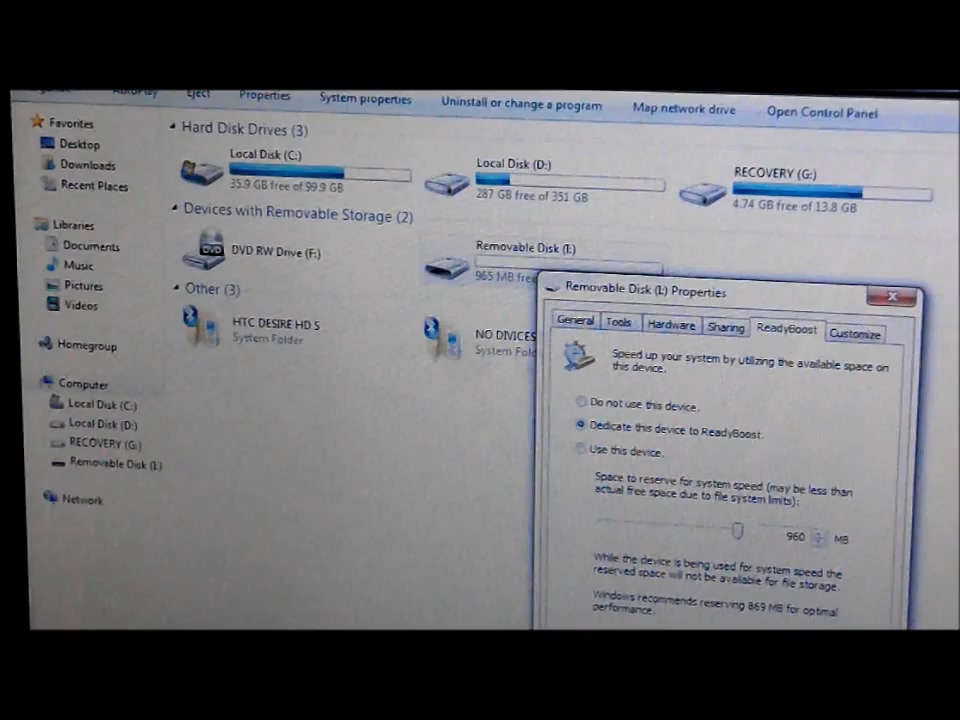 AutoPlay Eject Properties System properties Uninstall or change a program Map network drive Open Control Panel
Favorites
Desktop
Downloads
Recent Places
Libraries
Documents
Music
Pictures
Videos
Homegroup
Computer
Local Disk (C:)
Local Disk (D:)
RECOVERY (G:)
Removable Disk (I:)
Network
Hard Disk Drives (3)
Local Disk (C:)
35.9 GB free of 99.9 GB
Local Disk (D:)
287 GB free of 351 GB
RECOVERY (G:)
4.74 GB free of 13.8 GB
Devices with Removable Storage (2)
DVD
DVD RW Drive (F:)
Removable Disk (I:)
965 MB free
Other (3)
HTC DESIRE HD S
System Folder
NO DIVICES
System Fold
Removable Disk (I:) Properties
General Tools Hardware Sharing ReadyBoost Customize
Speed up your system by utilizing the available space on
this device.
Do not use this device.
Dedicate this device to ReadyBoost.
Use this device.
Space to reserve for system speed (may be less than
actual free space due to file system limits):
960 MB
While the device is being used for system speed the
reserved space will not be available for file storage.
Windows recommends reserving 869 MB for optimal
performance.